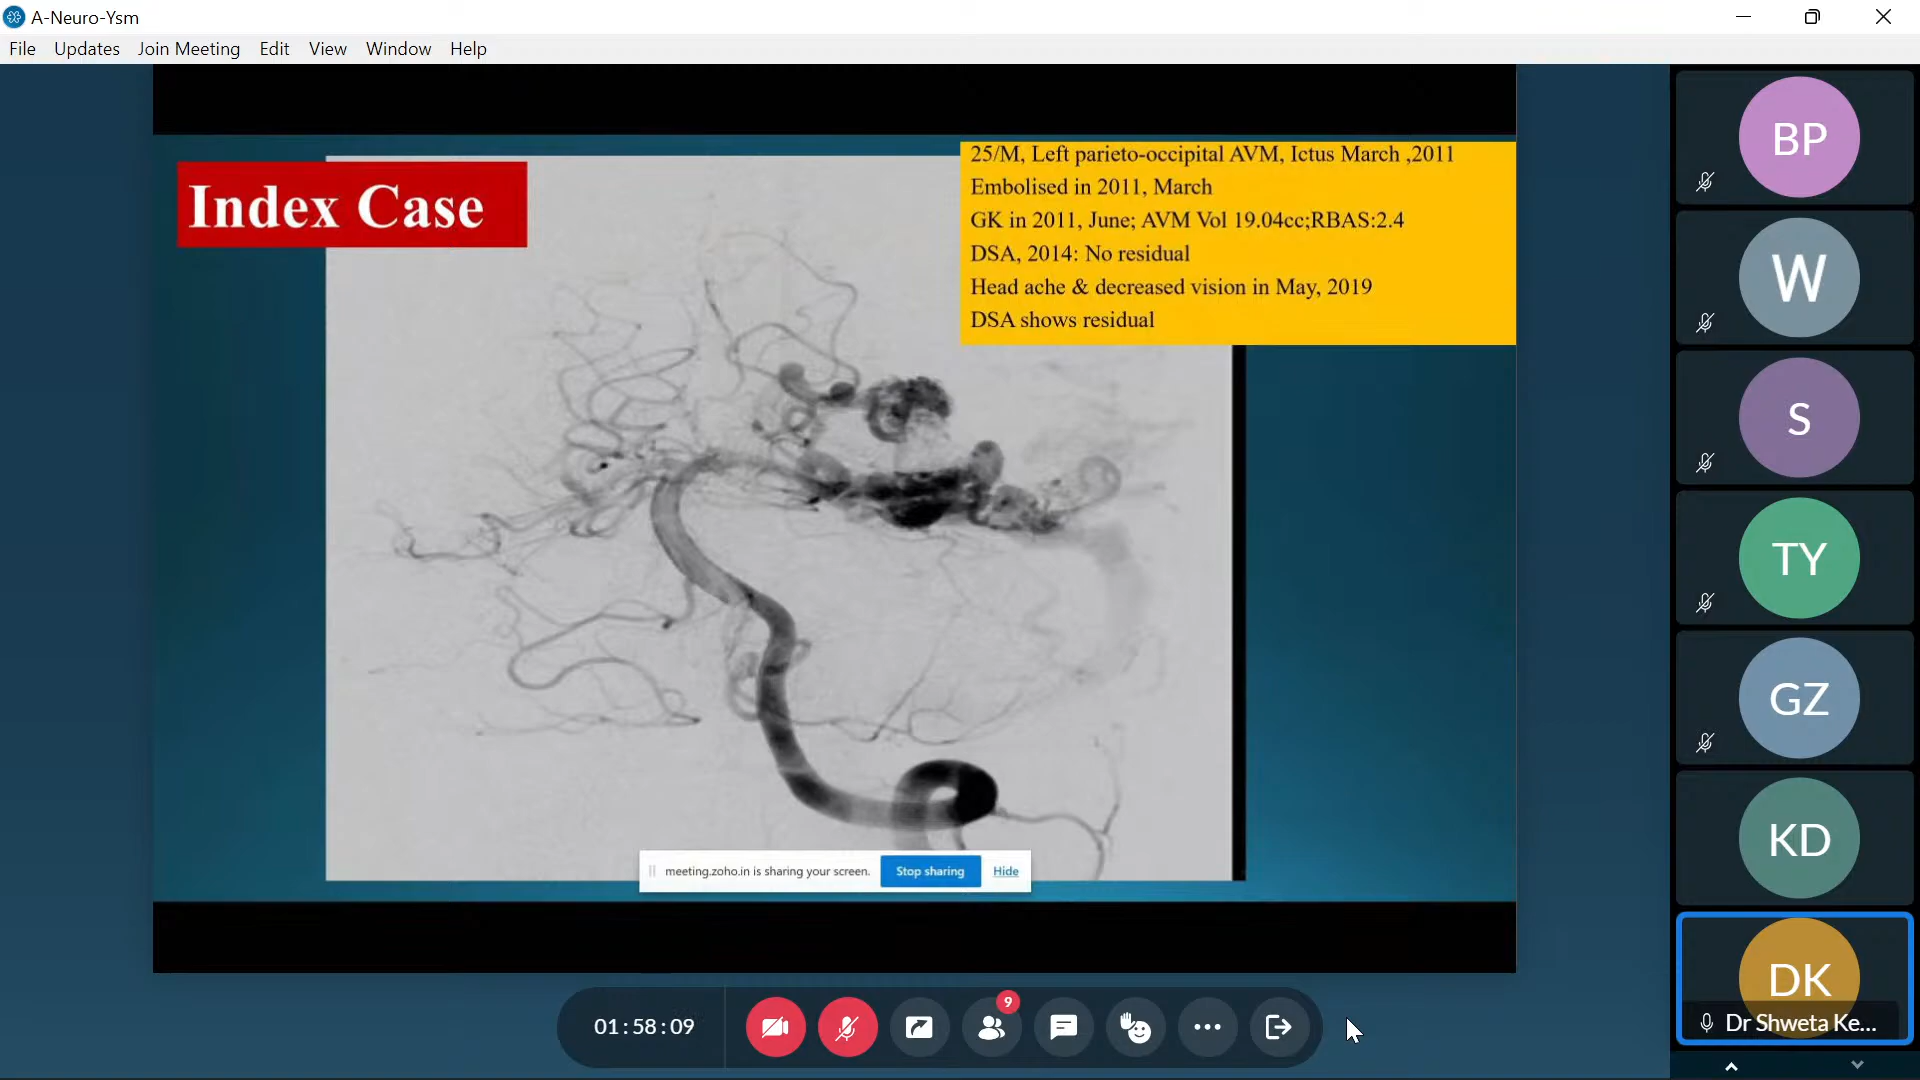 A-Neuro-Ysm
File Updates Join Meeting Edit View Window Help
Index Case
25/M, Left parieto-occipital AVM, Ictus March ,2011
Embolised in 2011, March
GK in 2011, June; AVM Vol 19.04cc;RBAS:2.4
DSA, 2014: No residual
Head ache & decreased vision in May, 2019
DSA shows residual
meeting.zoho.in is sharing your screen. Stop sharing Hide
01:58:09
9
BP
W
S
TY
GZ
KD
DK
Dr Shweta Ke...